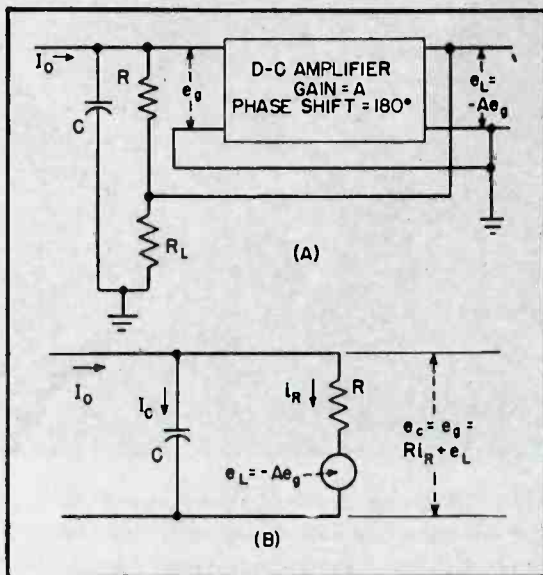 I₀ →
R
C
e_g
D-C AMPLIFIER
GAIN = A
PHASE SHIFT = 180°
e_L =
-Ae_g
R_L
(A)
I₀
I_C
C
i_R
R
e_L = -Ae_g
e_c = e_g =
Ri_R + e_L
(B)